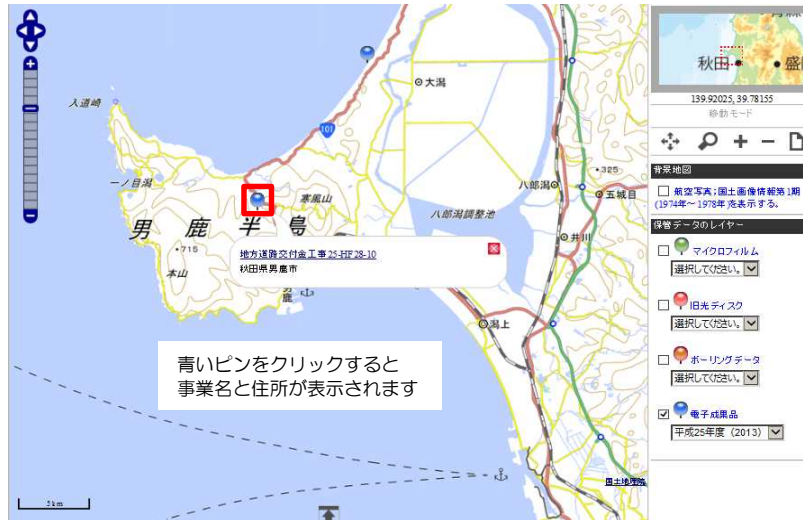 入道崎
大潟
101
一ノ目潟
寒風山
八郎潟
・325
五城目
八郎潟調整池
男鹿半島
井川
・715
本山
地方道路交付金工事25-HF28-10
秋田県男鹿市
男鹿
潟上
青いピンをクリックすると
事業名と住所が表示されます
国土地理院
5 km
秋田
盛
139.92025, 39.78155
移動モード
背景地図
航空写真;国土画像情報第1期
(1974年～1978年)を表示する。
保管データのレイヤー
マイクロフィルム
選択してください。
旧光ディスク
選択してください。
ボーリングデータ
選択してください。
電子成果品
平成25年度（2013）